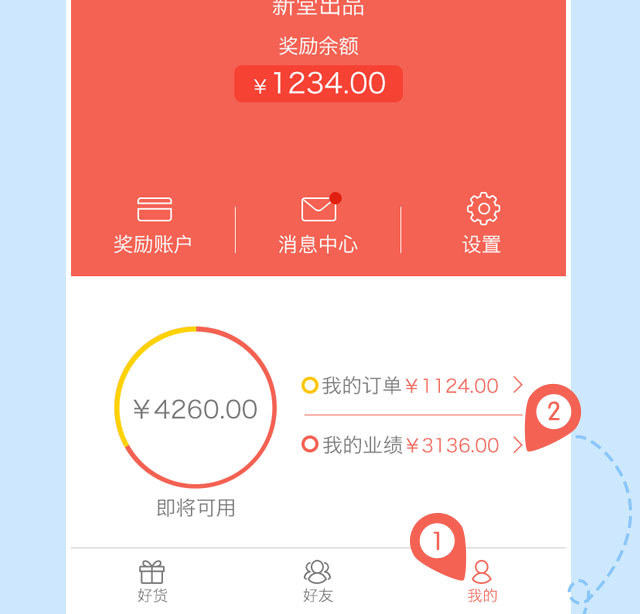 新堂出品
奖励余额
¥1234.00
奖励账户 消息中心 设置
我的订单¥1124.00
2
¥4260.00
我的业绩¥3136.00
即将可用
1
好货 好友 我的